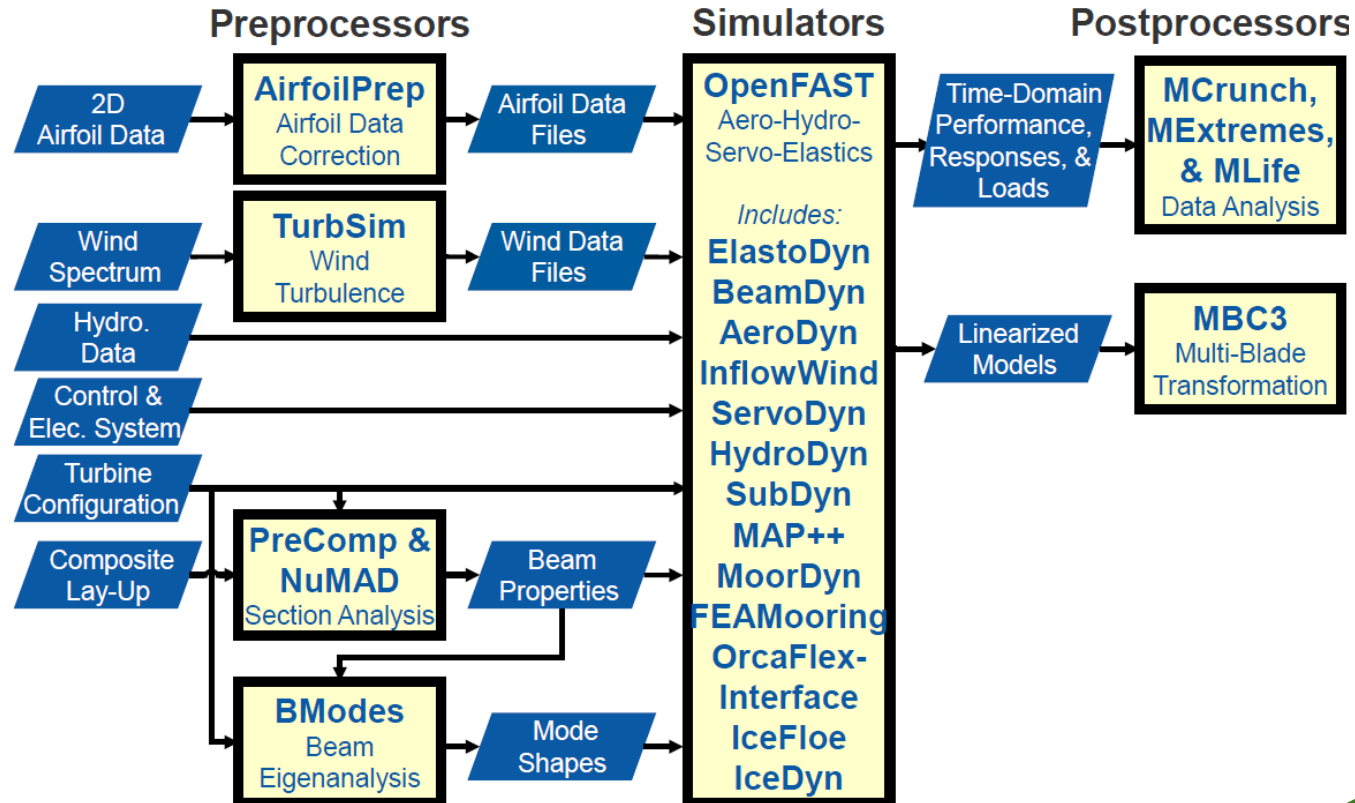 Preprocessors
Simulators
Postprocessors
2D
Airfoil Data
AirfoilPrep
Airfoil Data
Correction
Airfoil Data
Files
Wind
Spectrum
TurbSim
Wind
Turbulence
Wind Data
Files
Hydro.
Data
Control &
Elec. System
Turbine
Configuration
Composite
Lay-Up
PreComp &
NuMAD
Section Analysis
Beam
Properties
BModes
Beam
Eigenanalysis
Mode
Shapes
OpenFAST
Aero-Hydro-
Servo-Elastics
Includes:
ElastoDyn
BeamDyn
AeroDyn
InflowWind
ServoDyn
HydroDyn
SubDyn
MAP++
MoorDyn
FEAMooring
OrcaFlex-
Interface
IceFloe
IceDyn
Time-Domain
Performance,
Responses, &
Loads
MCrunch,
MExtremes,
& MLife
Data Analysis
Linearized
Models
MBC3
Multi-Blade
Transformation